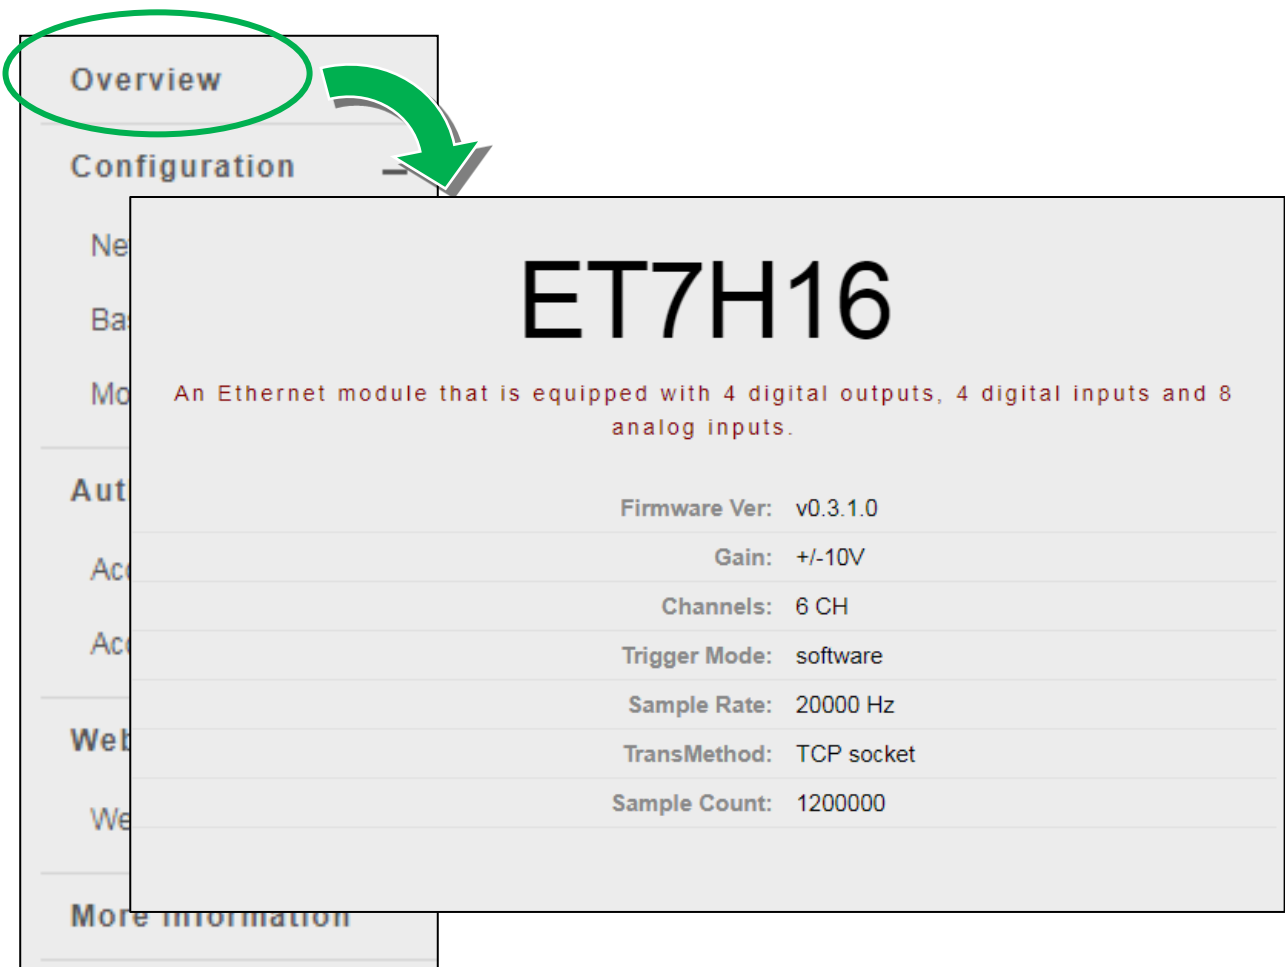 Overview
Configuration
ET7H16
An Ethernet module that is equipped with 4 digital outputs, 4 digital inputs and 8
analog inputs.
Firmware Ver: v0.3.1.0
Gain: +/-10V
Channels: 6 CH
Trigger Mode: software
Sample Rate: 20000 Hz
TransMethod: TCP socket
Sample Count: 1200000
More Information